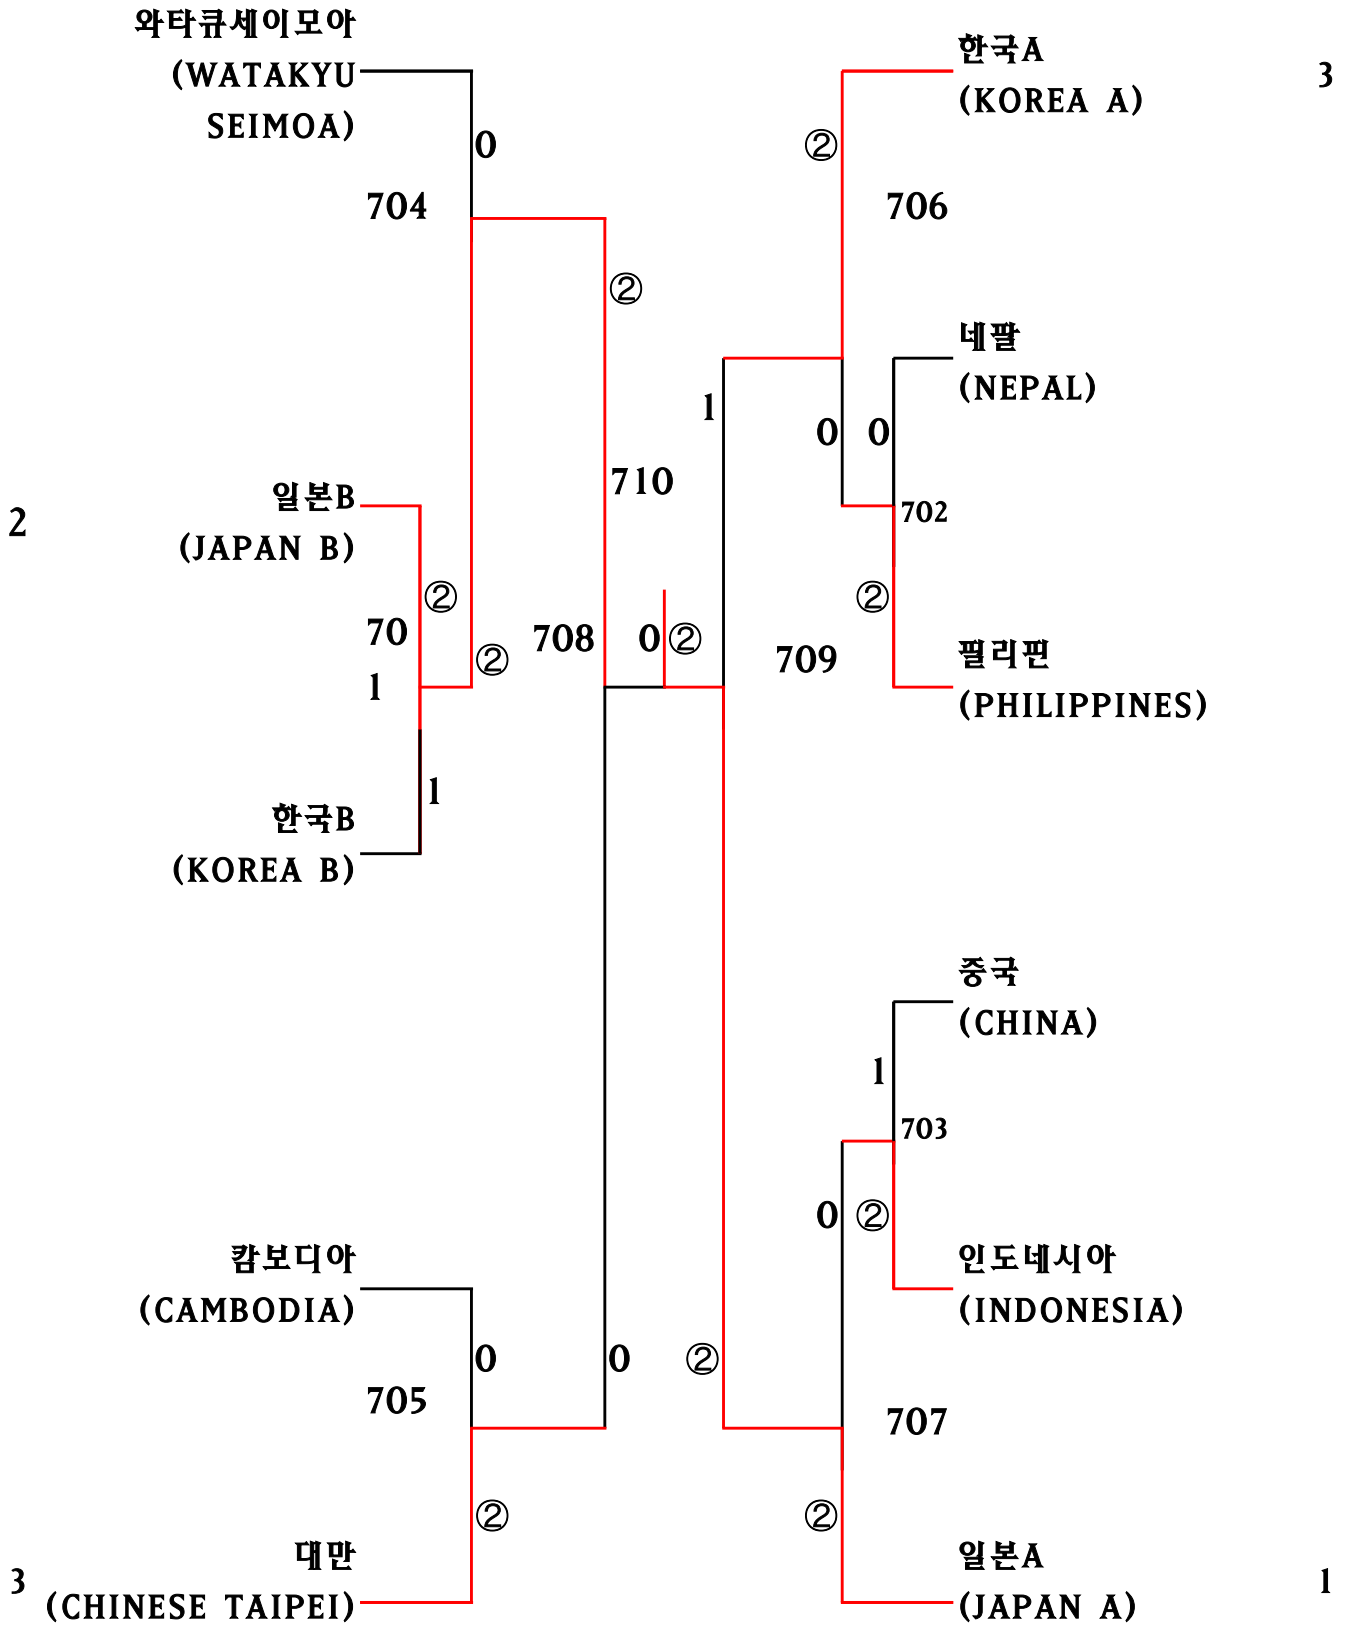 와타큐세이모아
(WATAKYU
SEIMOA)
0
704
②
710
708
0
②
2
일본B
(JAPAN B)
②
70
1
②
1
한국B
(KOREA B)
캄보디아
(CAMBODIA)
0
0
705
②
3
대만
(CHINESE TAIPEI)
한국A
(KOREA A)
3
②
706
네팔
(NEPAL)
1
0
0
702
②
709
필리핀
(PHILIPPINES)
중국
(CHINA)
1
703
0
②
인도네시아
(INDONESIA)
②
707
②
일본A
(JAPAN A)
1